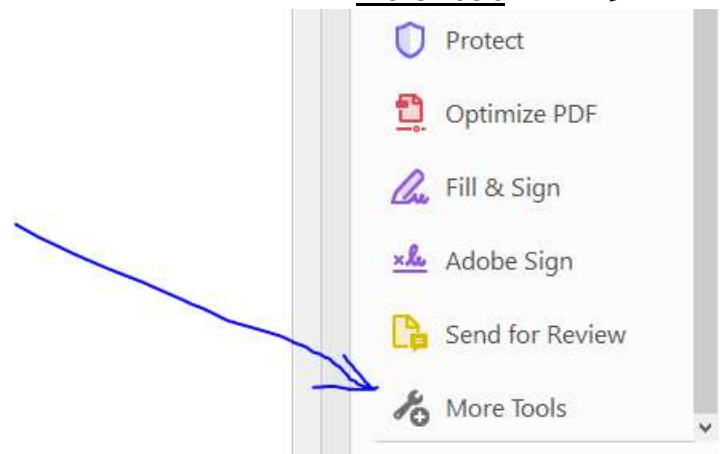 Protect
Optimize PDF
Fill & Sign
Adobe Sign
Send for Review
More Tools